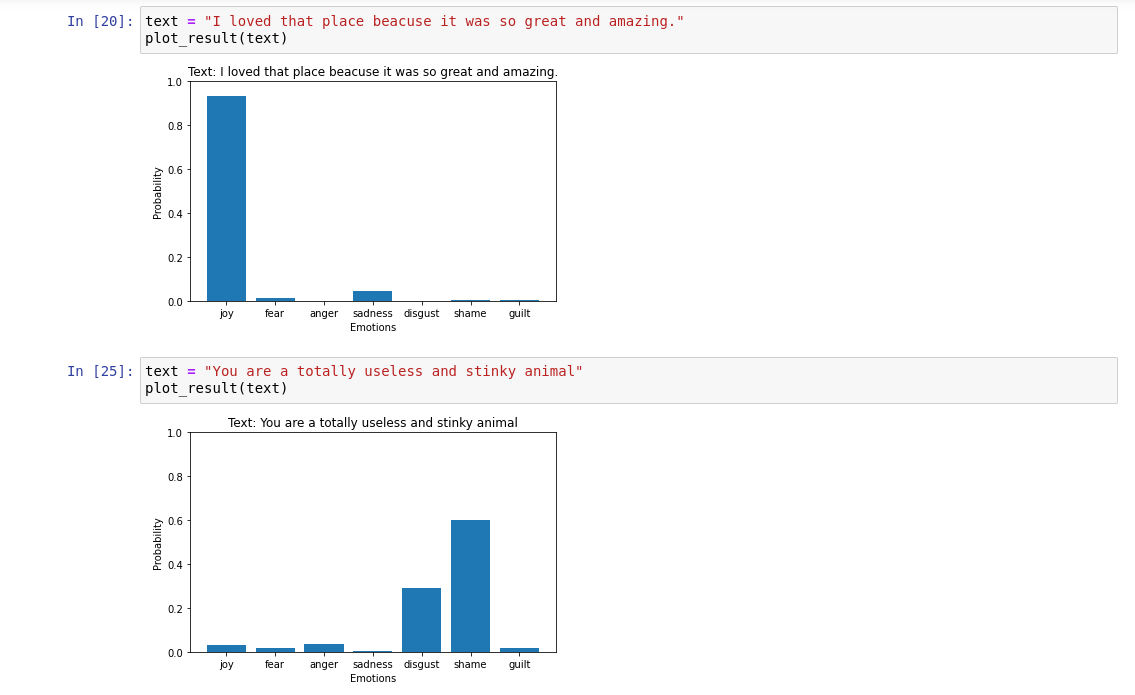 In [20]: text = "I loved that place beacuse it was so great and amazing."
plot_result(text)
Text: I loved that place beacuse it was so great and amazing.
1.0
0.8
0.6
0.4
0.2
0.0
Probability
joy fear anger sadness disgust shame guilt
Emotions
In [25]: text = "You are a totally useless and stinky animal"
plot_result(text)
Text: You are a totally useless and stinky animal
1.0
0.8
0.6
0.4
0.2
0.0
Probability
joy fear anger sadness disgust shame guilt
Emotions